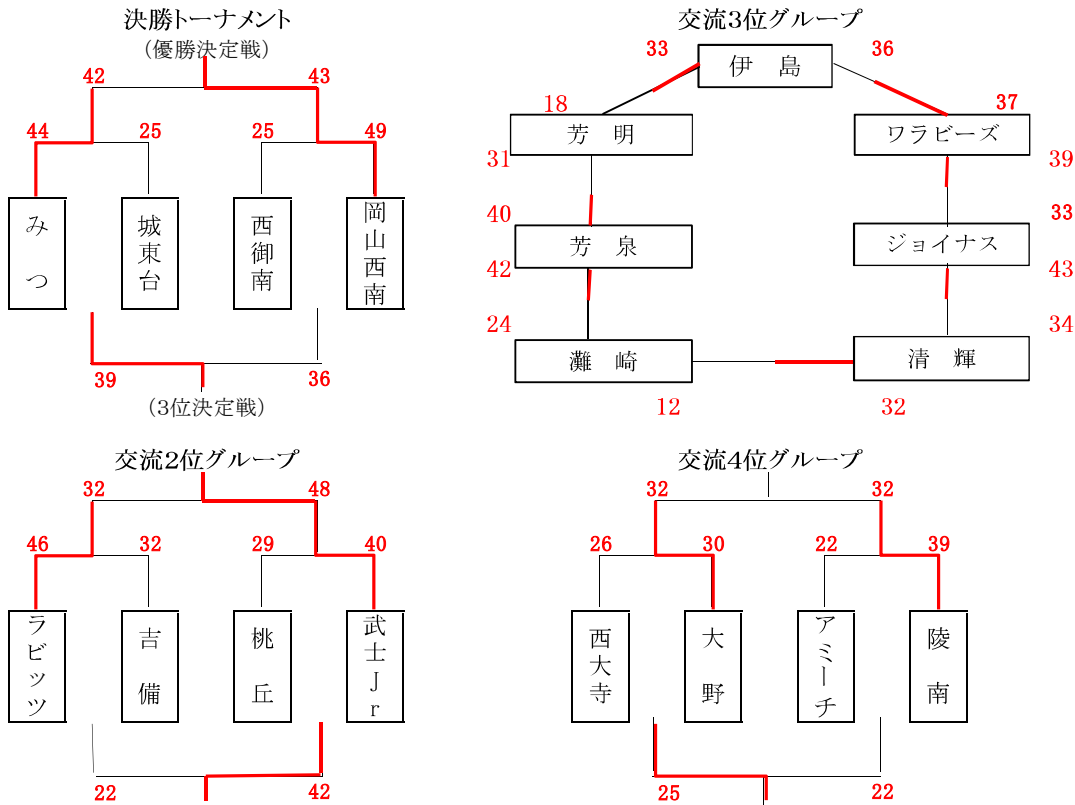 決勝トーナメント
(優勝決定戦)
42
43
44
25
25
49
みつ
城東台
西御南
岡山西南
39
36
(3位決定戦)
交流3位グループ
33
伊島
36
18
芳明
31
37
ワラビーズ
39
40
芳泉
42
33
ジョイナス
43
24
灘崎
12
34
清輝
32
交流2位グループ
32
48
46
32
29
40
ラビッツ
吉備
桃丘
武士Jr
22
42
交流4位グループ
32
32
26
30
22
39
西大寺
大野
アミーチ
陵南
25
22